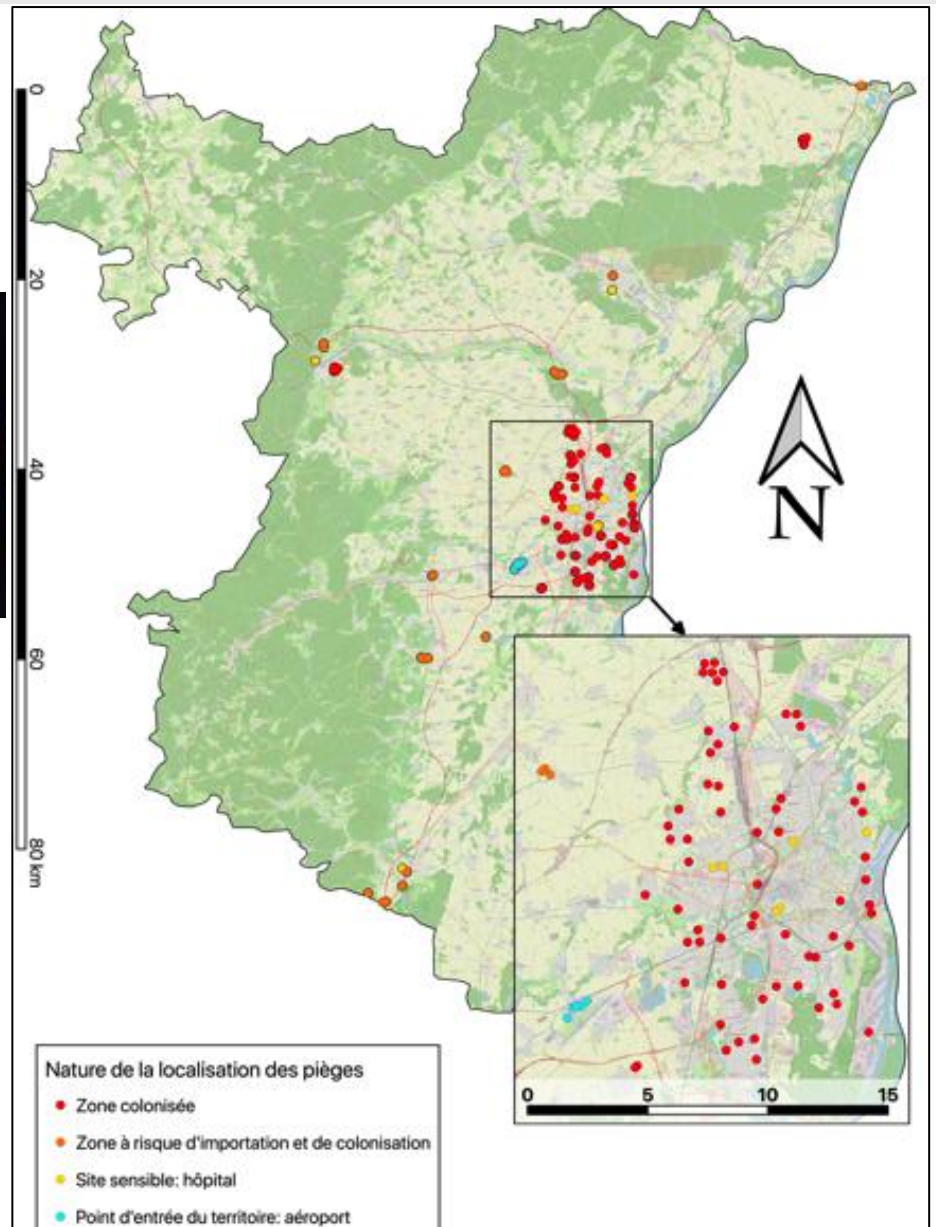 0
20
40
60
80 km
N
0 5 10 15
Nature de la localisation des pièges
Zone colonisée
Zone à risque d'importation et de colonisation
Site sensible: hôpital
Point d'entrée du territoire: aéroport